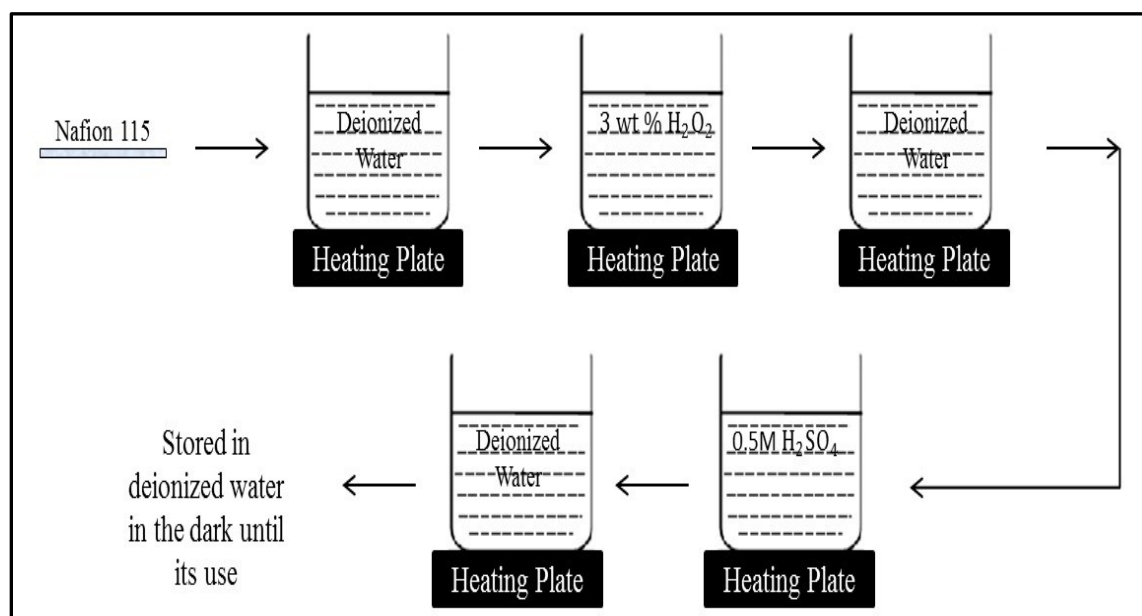 Nafion 115
Deionized
Water
Heating Plate
3 wt % H₂O₂
Heating Plate
Deionized
Water
Heating Plate
0.5M H₂SO₄
Heating Plate
Deionized
Water
Heating Plate
Stored in
deionized water
in the dark until
its use